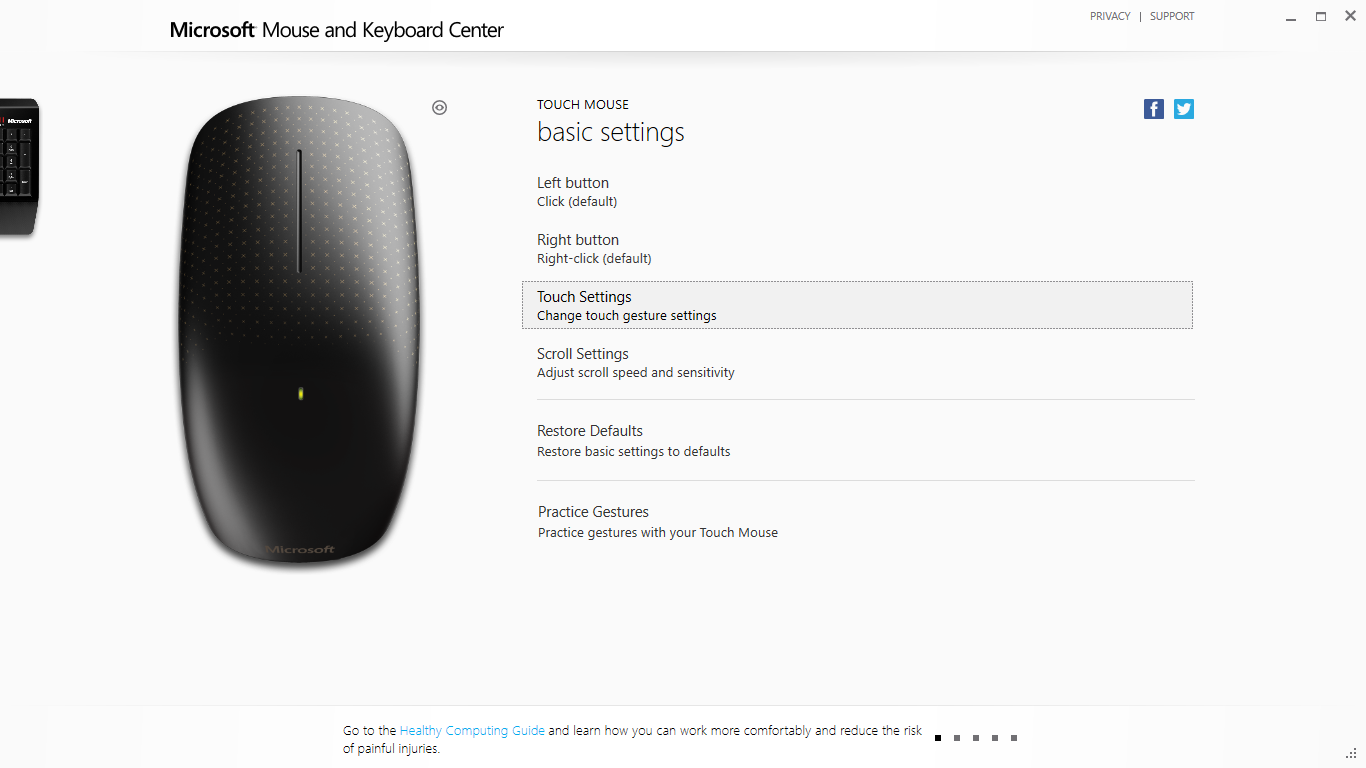 PRIVACY | SUPPORT
Microsoft Mouse and Keyboard Center
Microsoft
TOUCH MOUSE
basic settings
Left button
Click (default)
Right button
Right-click (default)
Touch Settings
Change touch gesture settings
Scroll Settings
Adjust scroll speed and sensitivity
Restore Defaults
Restore basic settings to defaults
Practice Gestures
Practice gestures with your Touch Mouse
Microsoft
Go to the Healthy Computing Guide and learn how you can work more comfortably and reduce the risk
of painful injuries.